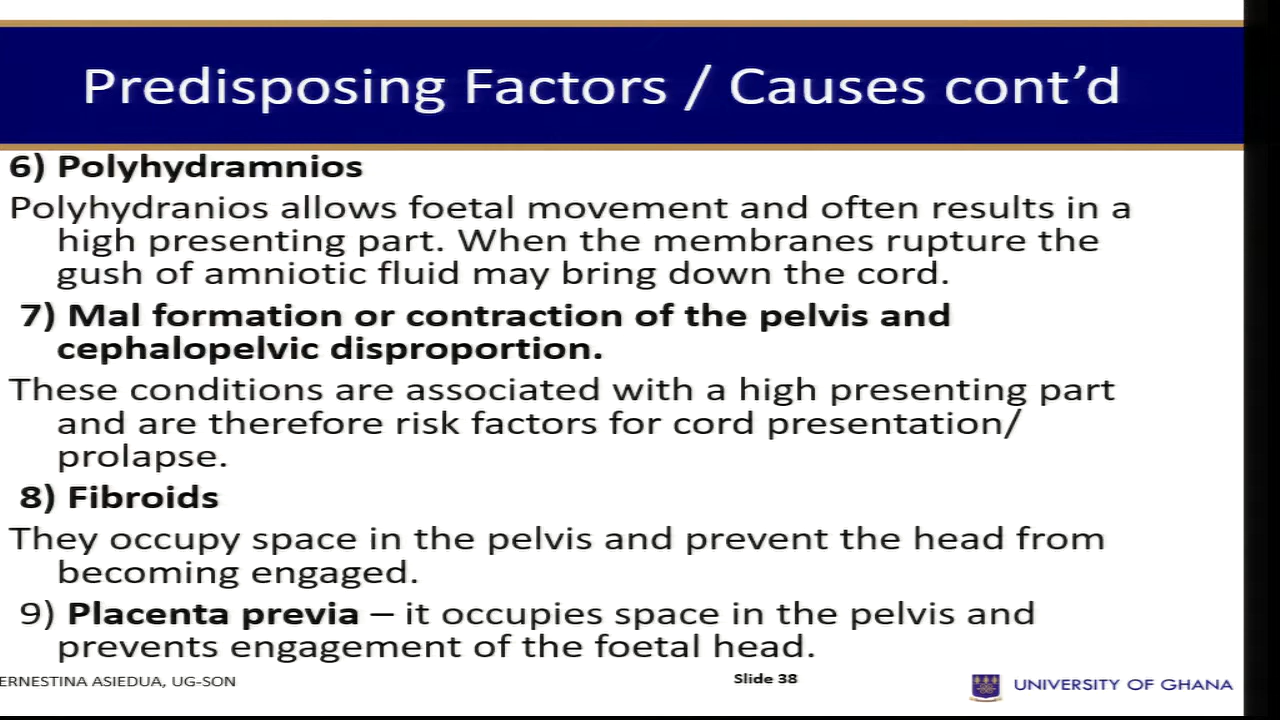 Predisposing Factors / Causes cont’d
6) Polyhydramnios
Polyhydranios allows foetal movement and often results in a
high presenting part. When the membranes rupture the
gush of amniotic fluid may bring down the cord.
7) Mal formation or contraction of the pelvis and
cephalopelvic disproportion.
These conditions are associated with a high presenting part
and are therefore risk factors for cord presentation/
prolapse.
8) Fibroids
They occupy space in the pelvis and prevent the head from
becoming engaged.
9) Placenta previa – it occupies space in the pelvis and
prevents engagement of the foetal head.
ERNESTINA ASIEDUA, UG-SON
Slide 38
UNIVERSITY OF GHANA